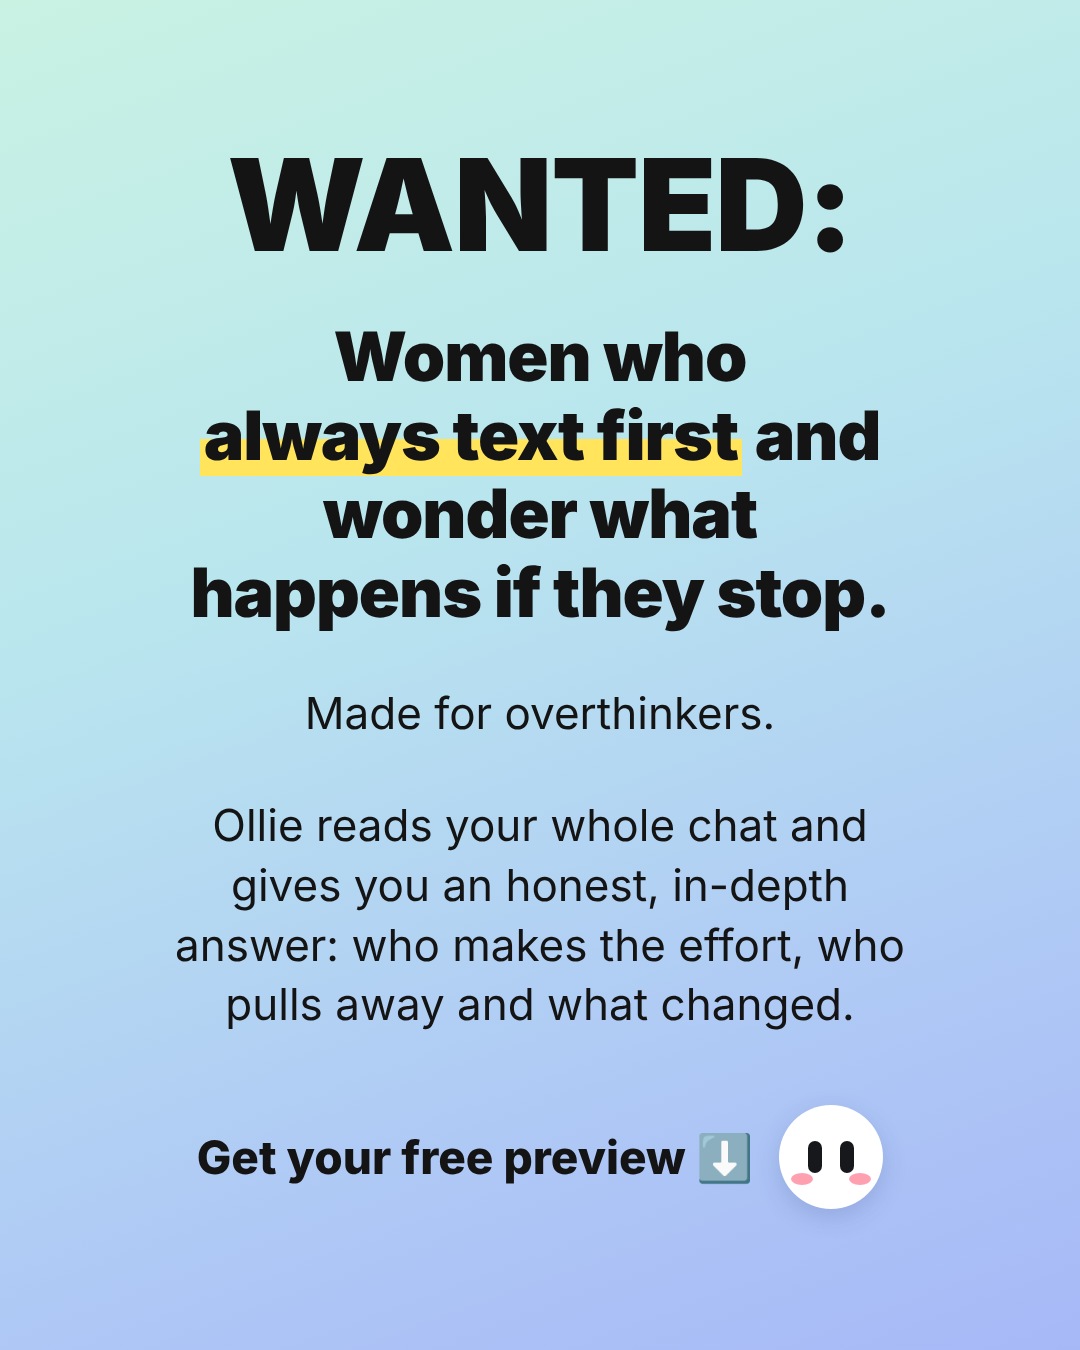 WANTED:
Women who
always text first and
wonder what
happens if they stop.
Made for overthinkers.
Ollie reads your whole chat and
gives you an honest, in-depth
answer: who makes the effort, who
pulls away and what changed.
Get your free preview ⬇️